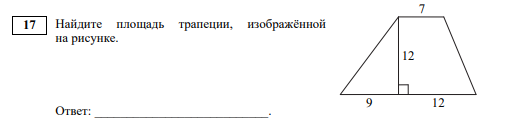 17 Найдите площадь трапеции, изображённой
на рисунке.
Ответ: ___________________________.
7
12
9 12